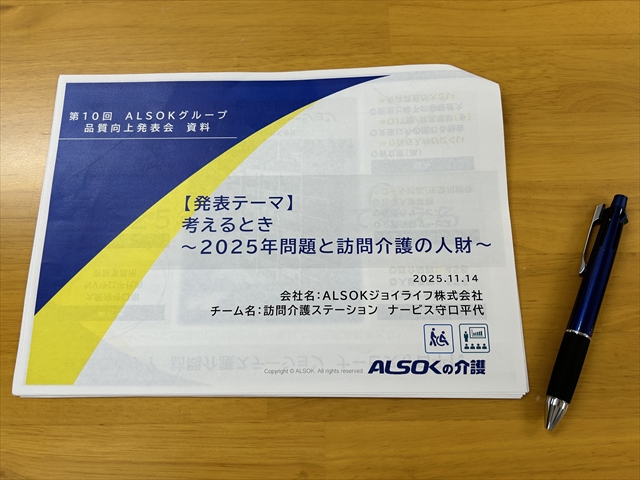 第10回 ALSOKグループ
品質向上発表会 資料
【発表テーマ】
考えるとき
～2025年問題と訪問介護の人財～
2025.11.14
会社名:ALSOKジョイライフ株式会社
チーム名:訪問介護ステーション ナービス守口平代
Copyright © ALSOK. All rights reserved.
ALSOKの介護